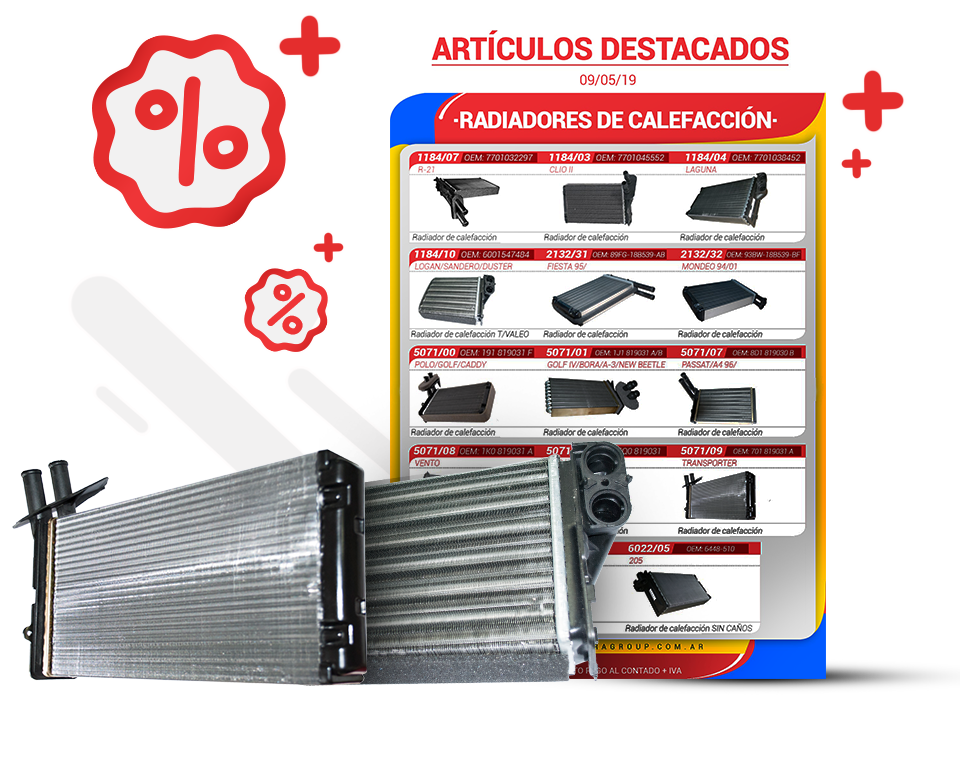 ARTÍCULOS DESTACADOS
09/05/19
-RADIADORES DE CALEFACCIÓN-
1184/07 OEM: 7701032297 1184/03 OEM: 7701045552 1184/04 OEM: 7701038452
R-21 CLIO II LAGUNA
Radiador de calefacción Radiador de calefacción Radiador de calefacción
1184/10 OEM: 6001547484 2132/31 OEM: 89FG-18B539-AB 2132/32 OEM: 93BW-18B539-BF
LOGAN/SANDERO/DUSTER FIESTA 95/ MONDEO 94/01
Radiador de calefacción T/VALEO Radiador de calefacción Radiador de calefacción
5071/00 OEM: 191 819031 F 5071/01 OEM: 1J1 819031 A/B 5071/07 OEM: 8D1 819030 B
POLO/GOLF/CADDY GOLF IV/BORA/A-3/NEW BEETLE PASSAT/A4 96/
Radiador de calefacción Radiador de calefacción Radiador de calefacción
5071/08 OEM: 1K0 819031 A 819031 5071/09 OEM: 701 819031 A
VENTO TRANSPORTER
Radiador de calefacción
6022/05 OEM: 6448-S10
205
Radiador de calefacción SIN CAÑOS
RAGROUP.COM.AR
AL CONTADO + IVA